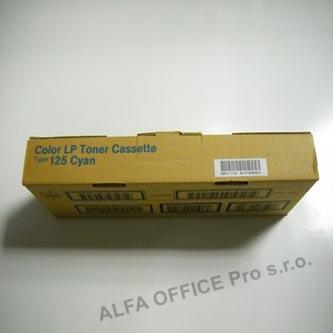 Color LP Toner Cassette
Type 125 Cyan
ALFA OFFICE Pro s.r.o.